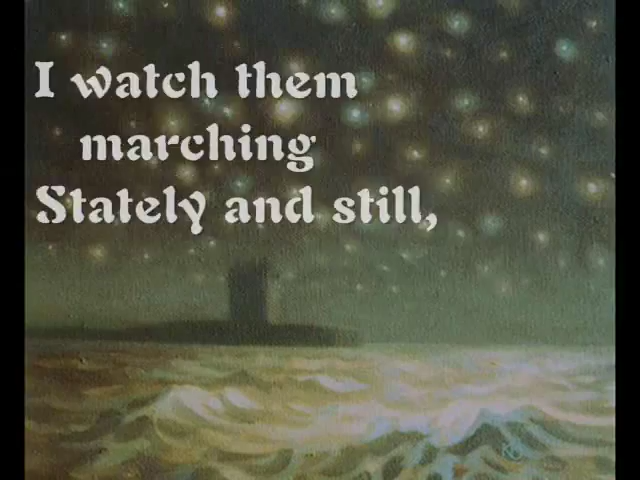 I watch them
marching
Stately and still,